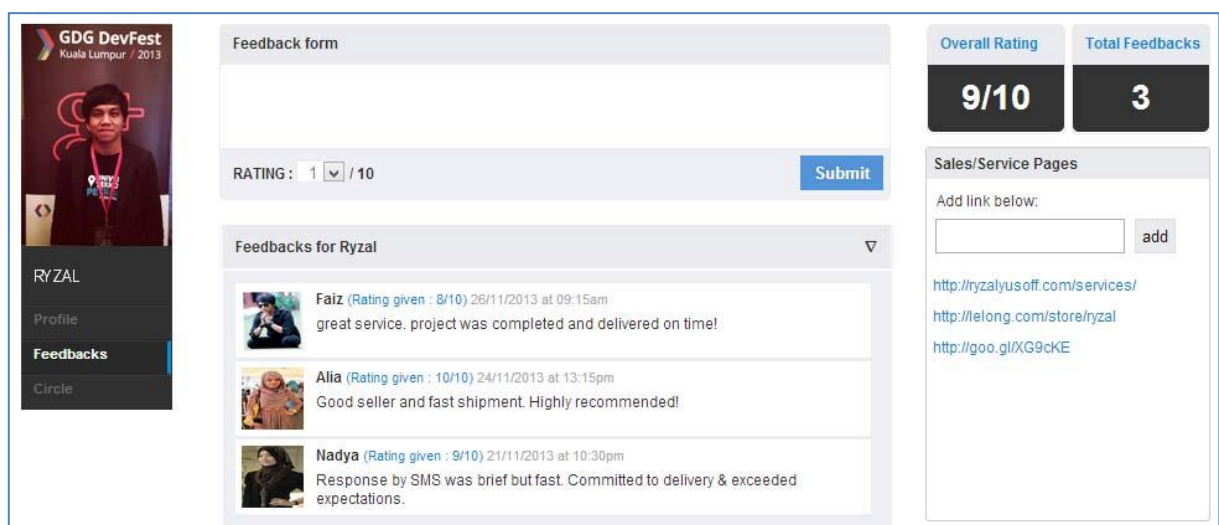 GDG DevFest
Kuala Lumpur / 2013
RYZAL
Profile
Feedbacks
Circle
Feedback form
RATING : 1 / 10
Submit
Feedbacks for Ryzal
Faiz (Rating given : 8/10) 26/11/2013 at 09:15am
great service. project was completed and delivered on time!
Alia (Rating given : 10/10) 24/11/2013 at 13:15pm
Good seller and fast shipment. Highly recommended!
Nadya (Rating given : 9/10) 21/11/2013 at 10:30pm
Response by SMS was brief but fast. Committed to delivery & exceeded
expectations.
Overall Rating
9/10
Total Feedbacks
3
Sales/Service Pages
Add link below:
add
http://ryzalyusoff.com/services/
http://lelong.com/store/ryzal
http://goo.gl/XG9cKE